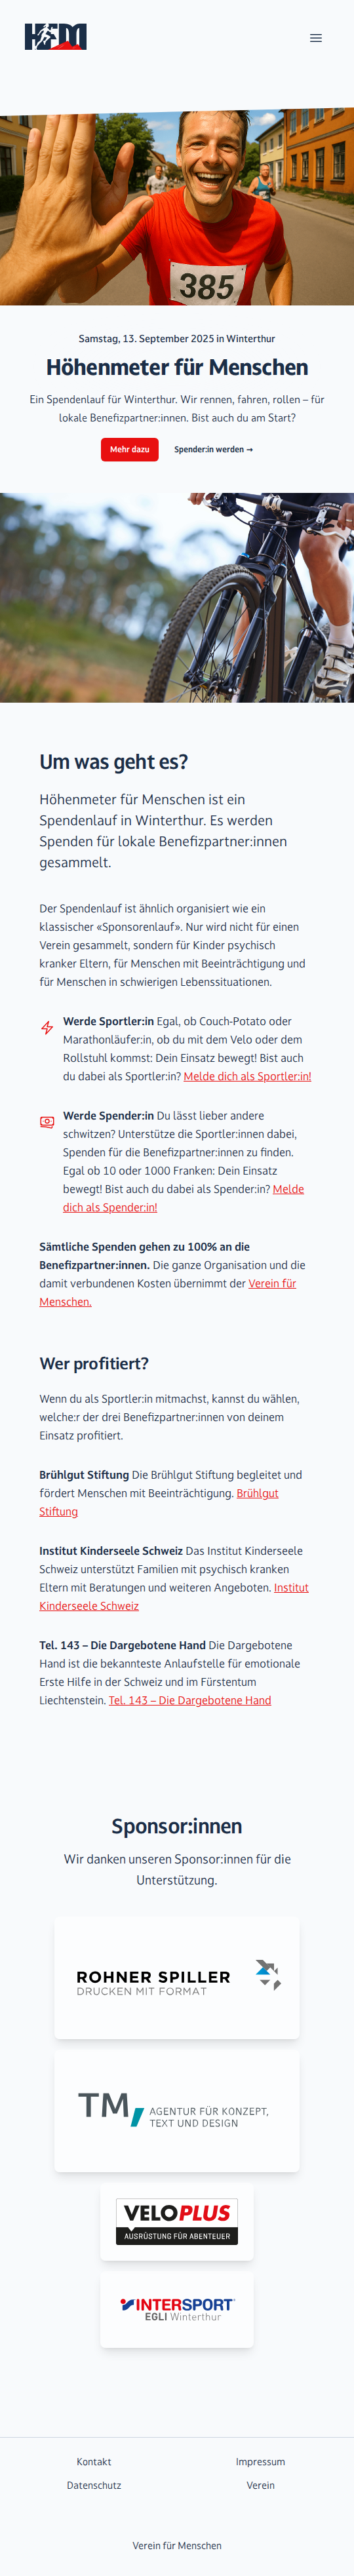 HFM
385
Samstag, 13. September 2025 in Winterthur
Höhenmeter für Menschen
Ein Spendenlauf für Winterthur. Wir rennen, fahren, rollen – für
lokale Benefizpartner:innen. Bist auch du am Start?
Mehr dazu
Spender:in werden →
Um was geht es?
Höhenmeter für Menschen ist ein
Spendenlauf in Winterthur. Es werden
Spenden für lokale Benefizpartner:innen
gesammelt.
Der Spendenlauf ist ähnlich organisiert wie ein
klassischer «Sponsorenlauf». Nur wird nicht für einen
Verein gesammelt, sondern für Kinder psychisch
kranker Eltern, für Menschen mit Beeinträchtigung und
für Menschen in schwierigen Lebenssituationen.
Werde Sportler:in Egal, ob Couch-Potato oder
Marathonläufer:in, ob du mit dem Velo oder dem
Rollstuhl kommst: Dein Einsatz bewegt! Bist auch
du dabei als Sportler:in? Melde dich als Sportler:in!
Werde Spender:in Du lässt lieber andere
schwitzen? Unterstütze die Sportler:innen dabei,
Spenden für die Benefizpartner:innen zu finden.
Egal ob 10 oder 1000 Franken: Dein Einsatz
bewegt! Bist auch du dabei als Spender:in? Melde
dich als Spender:in!
Sämtliche Spenden gehen zu 100% an die
Benefizpartner:innen. Die ganze Organisation und die
damit verbundenen Kosten übernimmt der Verein für
Menschen.
Wer profitiert?
Wenn du als Sportler:in mitmachst, kannst du wählen,
welche:r der drei Benefizpartner:innen von deinem
Einsatz profitiert.
Brühlgut Stiftung Die Brühlgut Stiftung begleitet und
fördert Menschen mit Beeinträchtigung. Brühlgut
Stiftung
Institut Kinderseele Schweiz Das Institut Kinderseele
Schweiz unterstützt Familien mit psychisch kranken
Eltern mit Beratungen und weiteren Angeboten. Institut
Kinderseele Schweiz
Tel. 143 – Die Dargebotene Hand Die Dargebotene
Hand ist die bekannteste Anlaufstelle für emotionale
Erste Hilfe in der Schweiz und im Fürstentum
Liechtenstein. Tel. 143 – Die Dargebotene Hand
Sponsor:innen
Wir danken unseren Sponsor:innen für die
Unterstützung.
ROHNER SPILLER
DRUCKEN MIT FORMAT
TM, AGENTUR FÜR KONZEPT,
TEXT UND DESIGN
VELOPLUS
AUSRÜSTUNG FÜR ABENTEUER
INTERSPORT
EGLI Winterthur
Kontakt
Impressum
Datenschutz
Verein
Verein für Menschen